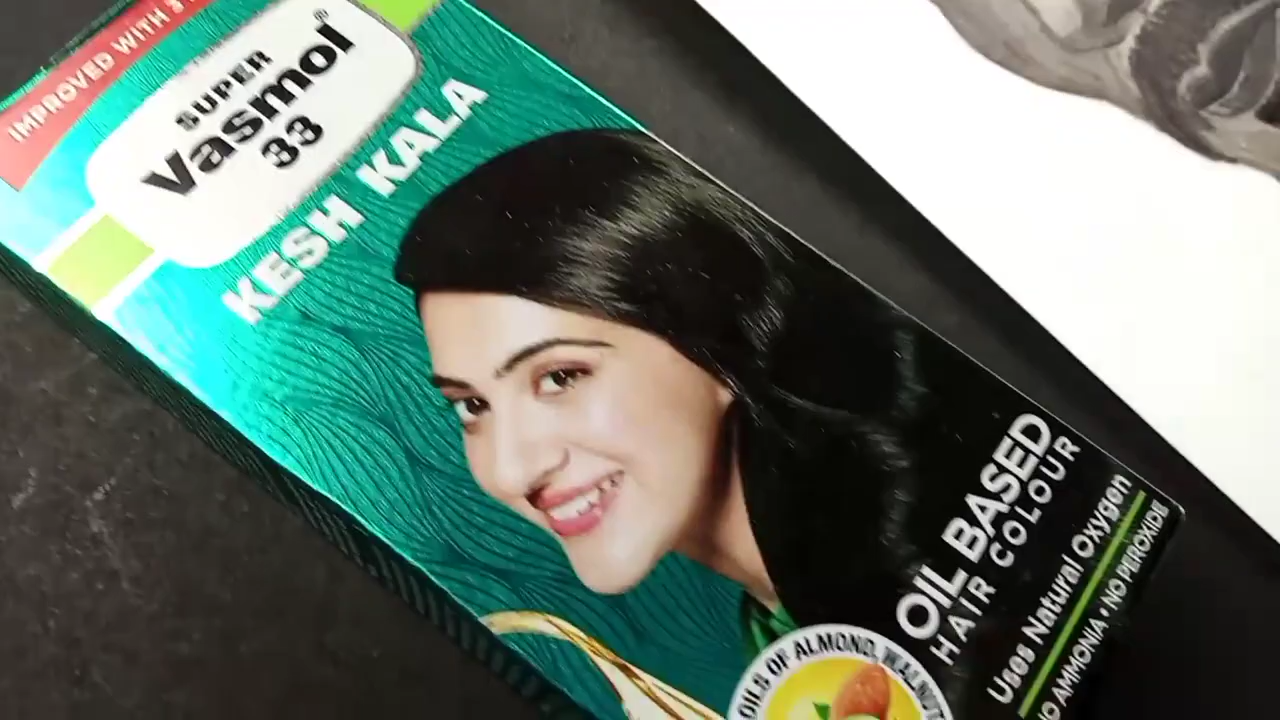 IMPROVED WITH
SUPER
Vasmol®
33
KESH KALA
OIL BASED
HAIR COLOUR
Uses Natural Oxygen
NO AMMONIA • NO PEROXIDE
OILS OF ALMOND, WALNUT